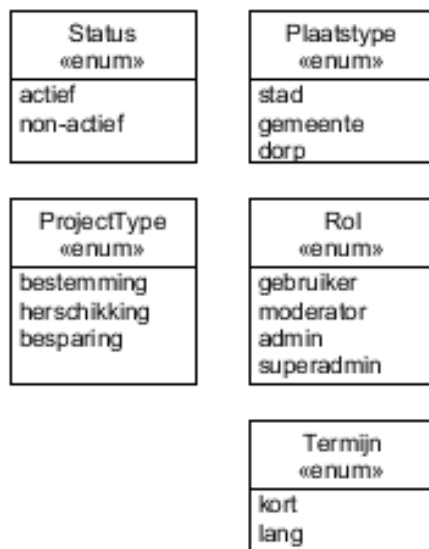 Status
«enum»
actief
non-actief
Plaatstype
«enum»
stad
gemeente
dorp
ProjectType
«enum»
bestemming
herschikking
besparing
Rol
«enum»
gebruiker
moderator
admin
superadmin
Termijn
«enum»
kort
lang